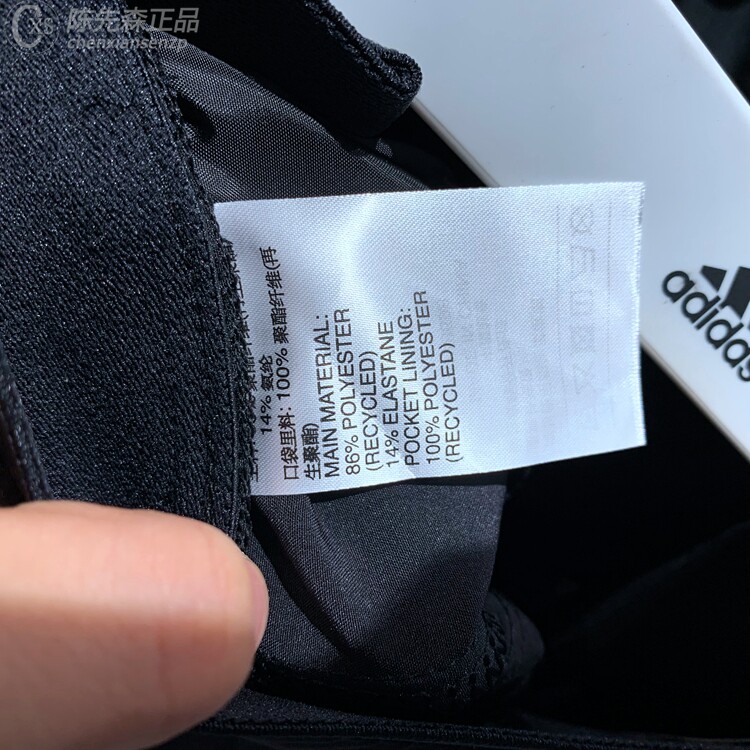 陈先森正品
chenxiansenzp
14% 氨纶
口袋里料: 100% 聚酯纤维(再
生聚酯)
MAIN MATERIAL:
86% POLYESTER
(RECYCLED)
14% ELASTANE
POCKET LINING:
100% POLYESTER
(RECYCLED)
adidas